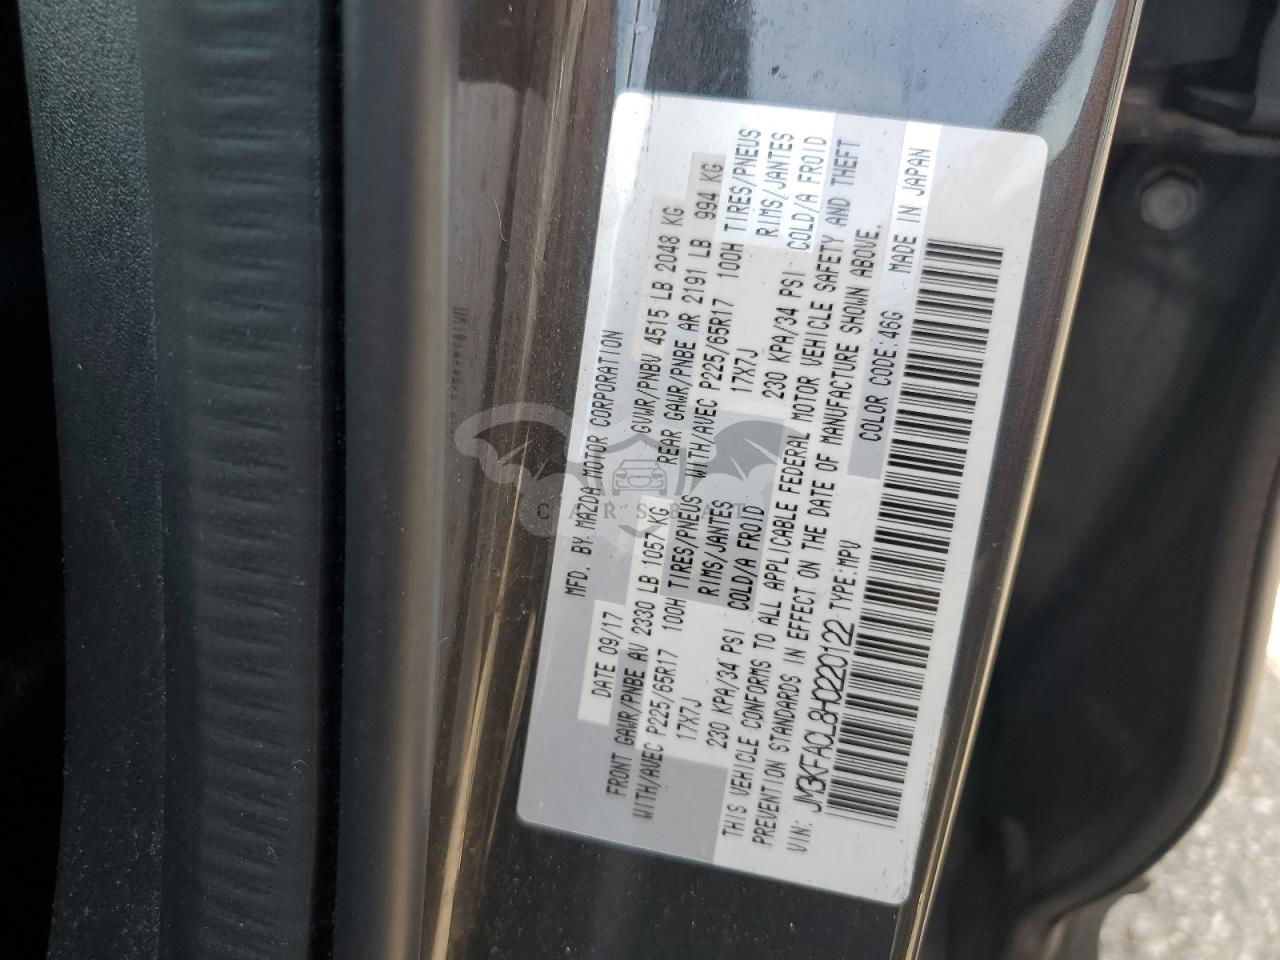 MFD. BY MAZDA MOTOR CORPORATION
DATE 09/17 GVWR/PNBV 4515 LB 2048 KG
FRONT GAWR/PNBE AV 2330 LB 1057 KG REAR GAWR/PNBE AR 2191 LB 994 KG
WITH/AVEC P225/65R17 100H TIRES/PNEUS WITH/AVEC P225/65R17 100H TIRES/PNEUS
17X7J RIMS/JANTES 17X7J RIMS/JANTES
230 KPA/34 PSI COLD/A FROID 230 KPA/34 PSI COLD/A FROID
THIS VEHICLE CONFORMS TO ALL APPLICABLE FEDERAL MOTOR VEHICLE SAFETY AND THEFT
PREVENTION STANDARDS IN EFFECT ON THE DATE OF MANUFACTURE SHOWN ABOVE.
VIN: JM3KFACL8H0220122 TYPE:MPV COLOR CODE:46G MADE IN JAPAN
CARSBAT